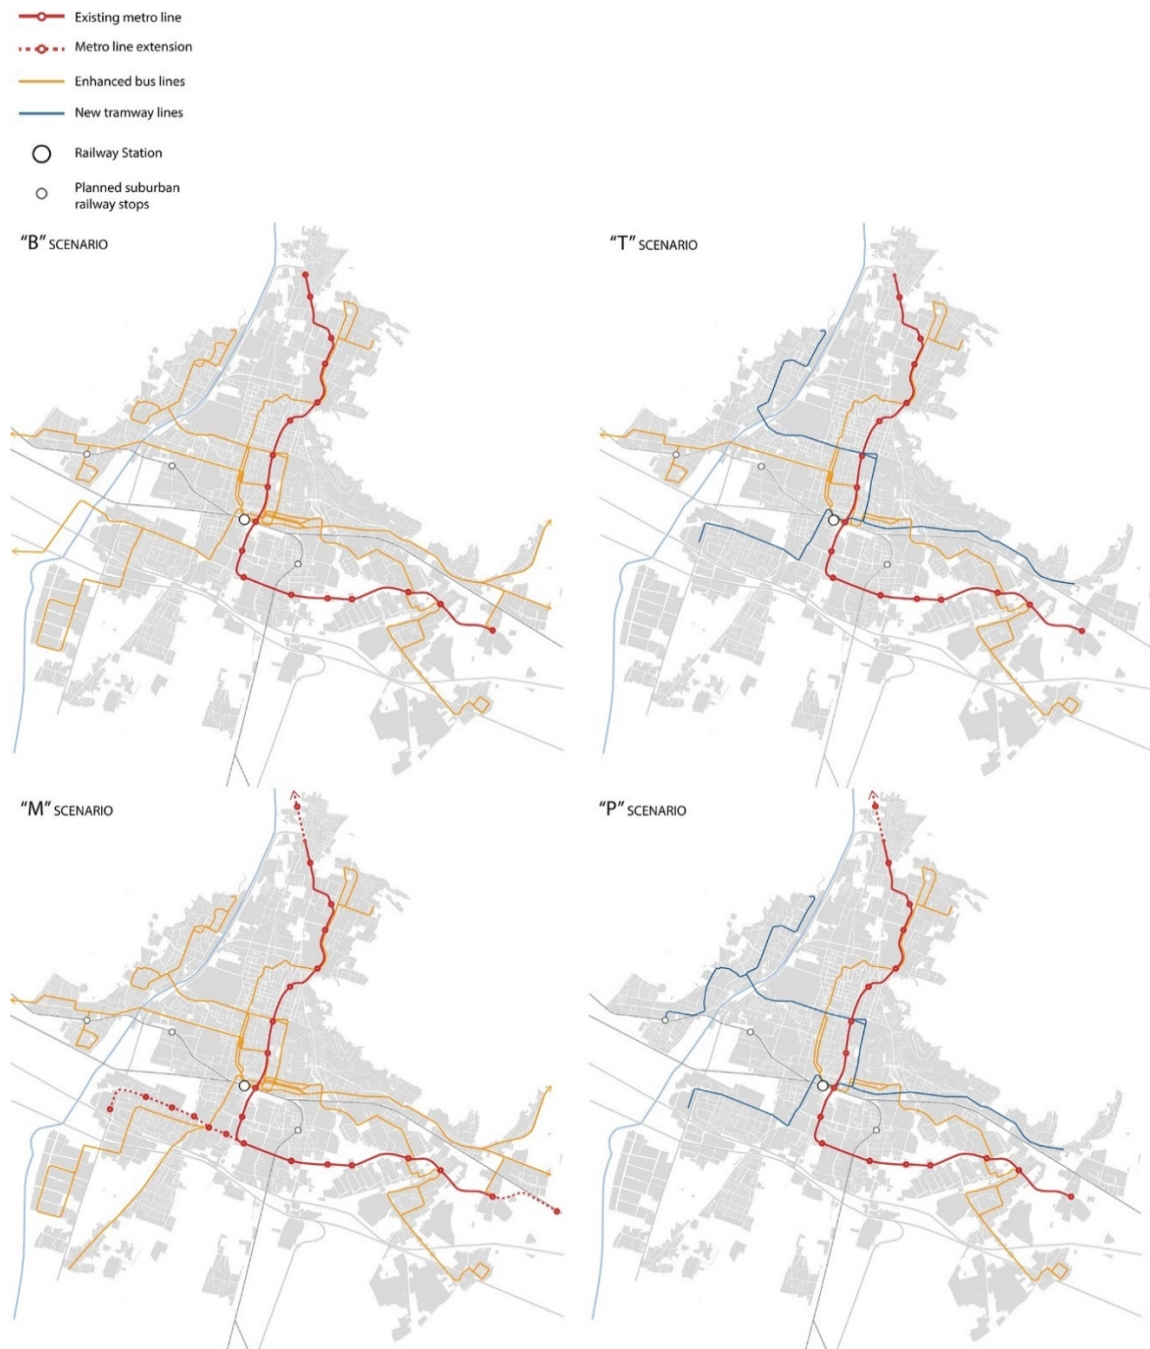 Existing metro line
Metro line extension
Enhanced bus lines
New tramway lines
Railway Station
Planned suburban
railway stops
“B” SCENARIO
“T” SCENARIO
“M” SCENARIO
“P” SCENARIO